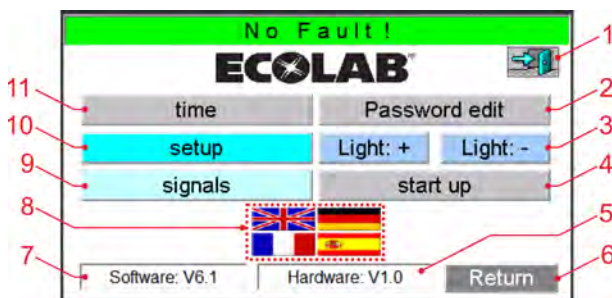 No Fault!
ECOLAB
1
11
time
Password edit
2
10
setup
Light: +
Light: -
3
9
signals
start up
4
8
5
7
Software: V6.1
Hardware: V1.0
Return
6